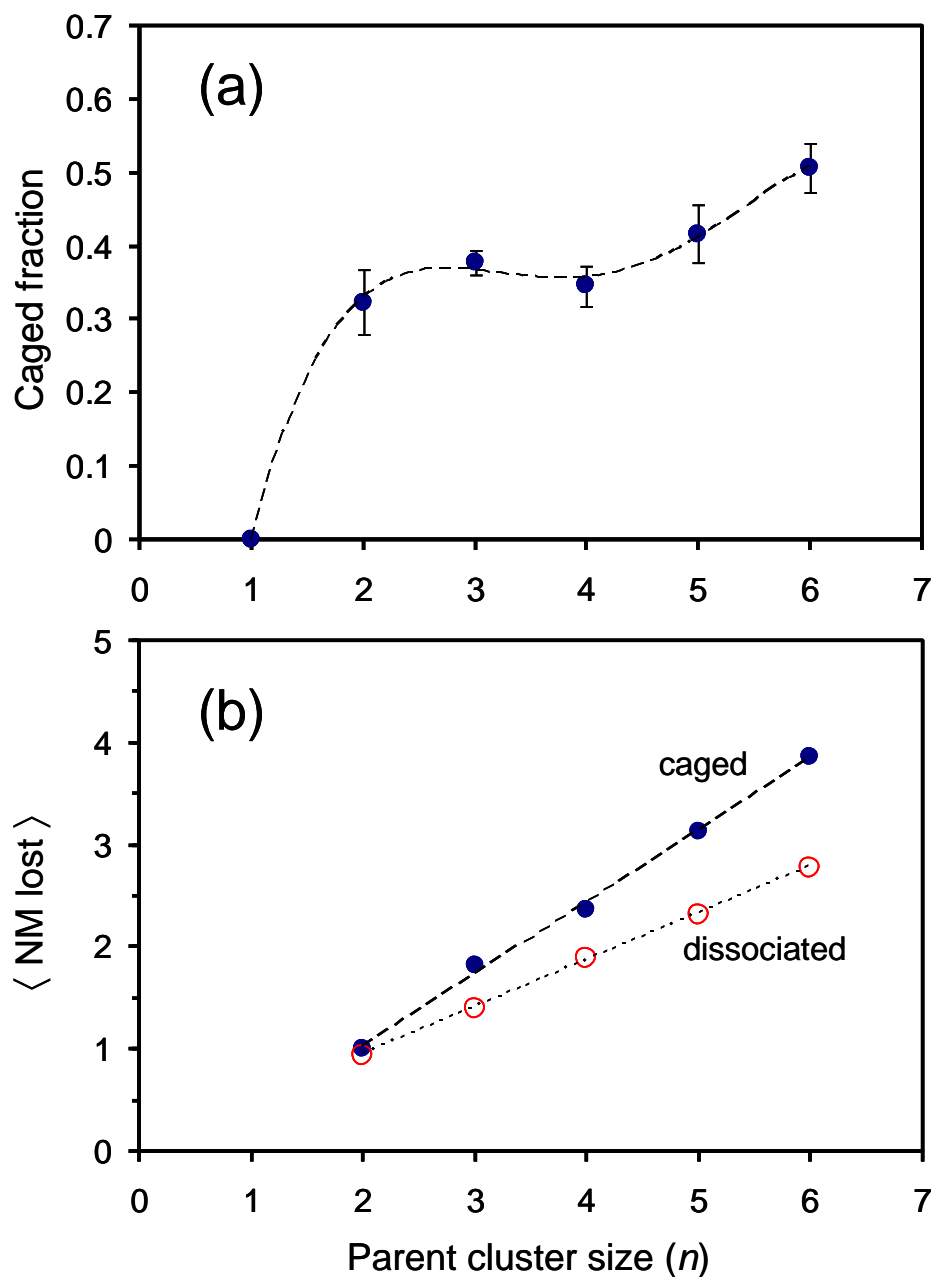 (a)
Caged fraction
0.7
0.6
0.5
0.4
0.3
0.2
0.1
0
0 1 2 3 4 5 6 7
(b)
〈 NM lost 〉
5
4
3
2
1
0
caged
dissociated
0 1 2 3 4 5 6 7
Parent cluster size (n)